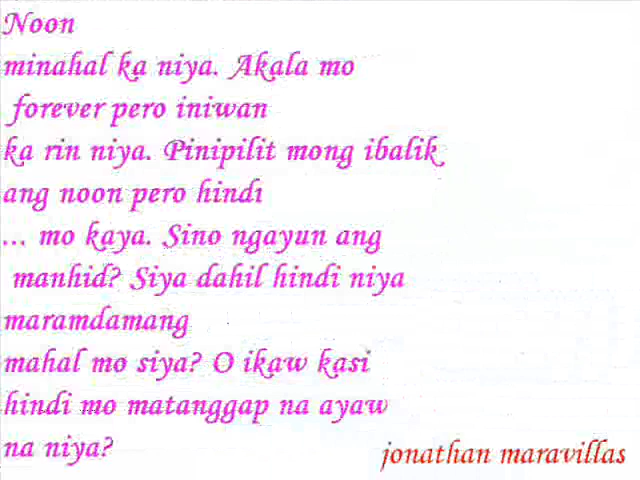 Noon
minahal ka niya. Akala mo
forever pero iniwan
ka rin niya. Pinipilit mong ibalik
ang noon pero hindi
... mo kaya. Sino ngayun ang
manhid? Siya dahil hindi niya
maramdamang
mahal mo siya? O ikaw kasi
hindi mo matanggap na ayaw
na niya?
jonathan maravillas